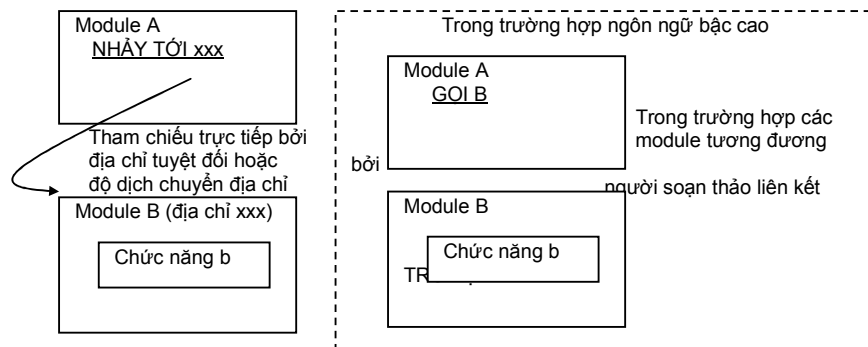 Module A
NHẢY TỚI xxx
Tham chiếu trực tiếp bởi
địa chỉ tuyệt đối hoặc
độ dịch chuyển địa chỉ
Module B (địa chỉ xxx)
Chức năng b
Trong trường hợp ngôn ngữ bậc cao
Module A
GỌI B
Trong trường hợp các
module tương đương
bởi
người soạn thảo liên kết
Module B
Chức năng b